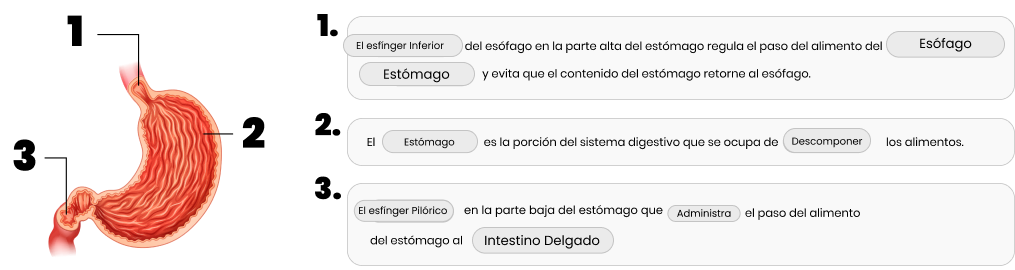 1.
1.
El esfínger Inferior del esófago en la parte alta del estómago regula el paso del alimento del Esófago
Estómago y evita que el contenido del estómago retorne al esófago.
2
2.
El Estómago es la porción del sistema digestivo que se ocupa de Descomponer los alimentos.
3
3.
El esfínger Pilórico en la parte baja del estómago que Administra el paso del alimento
del estómago al Intestino Delgado